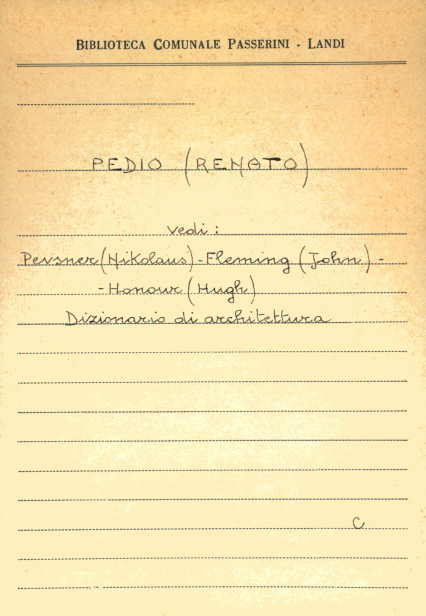 BIBLIOTECA COMUNALE PASSERINI - LANDI
PEDIO (RENATO)
vedi:
Pevsner (Nikolaus) - Fleming (John) -
- Honour (Hugh)
Dizionario di architettura
C